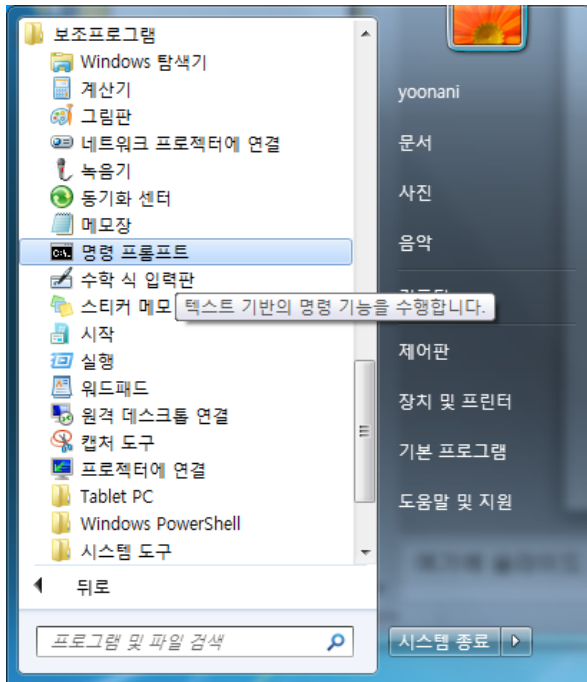 보조프로그램
Windows 탐색기
계산기
그림판
네트워크 프로젝터에 연결
녹음기
동기화 센터
메모장
명령 프롬프트
수학 식 입력판
스티커 메모
텍스트 기반의 명령 기능을 수행합니다.
시작
실행
워드패드
원격 데스크톱 연결
캡처 도구
프로젝터에 연결
Tablet PC
Windows PowerShell
시스템 도구
뒤로
프로그램 및 파일 검색
yoonani
문서
사진
음악
제어판
장치 및 프린터
기본 프로그램
도움말 및 지원
시스템 종료